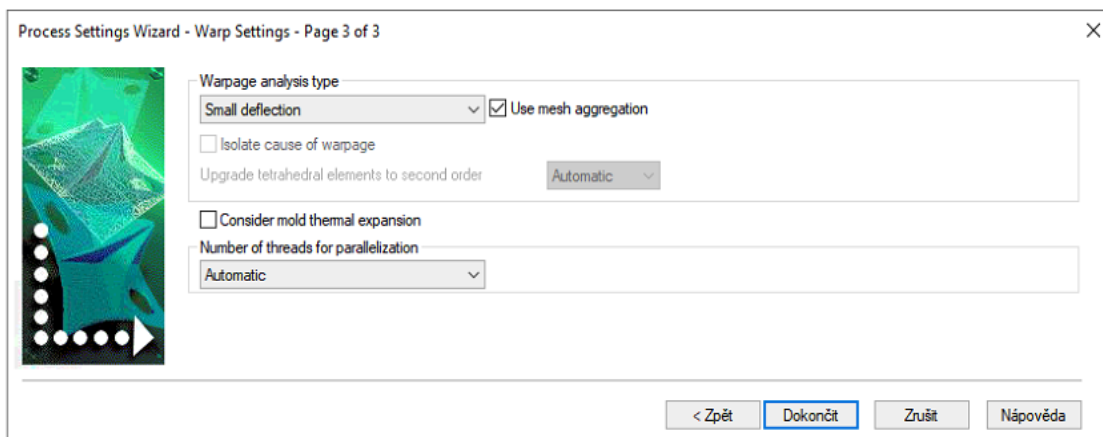 Process Settings Wizard - Warp Settings - Page 3 of 3
Warpage analysis type
Small deflection
Use mesh aggregation
Isolate cause of warpage
Upgrade tetrahedral elements to second order
Automatic
Consider mold thermal expansion
Number of threads for parallelization
Automatic
< Zpět
Dokončit
Zrušit
Nápověda